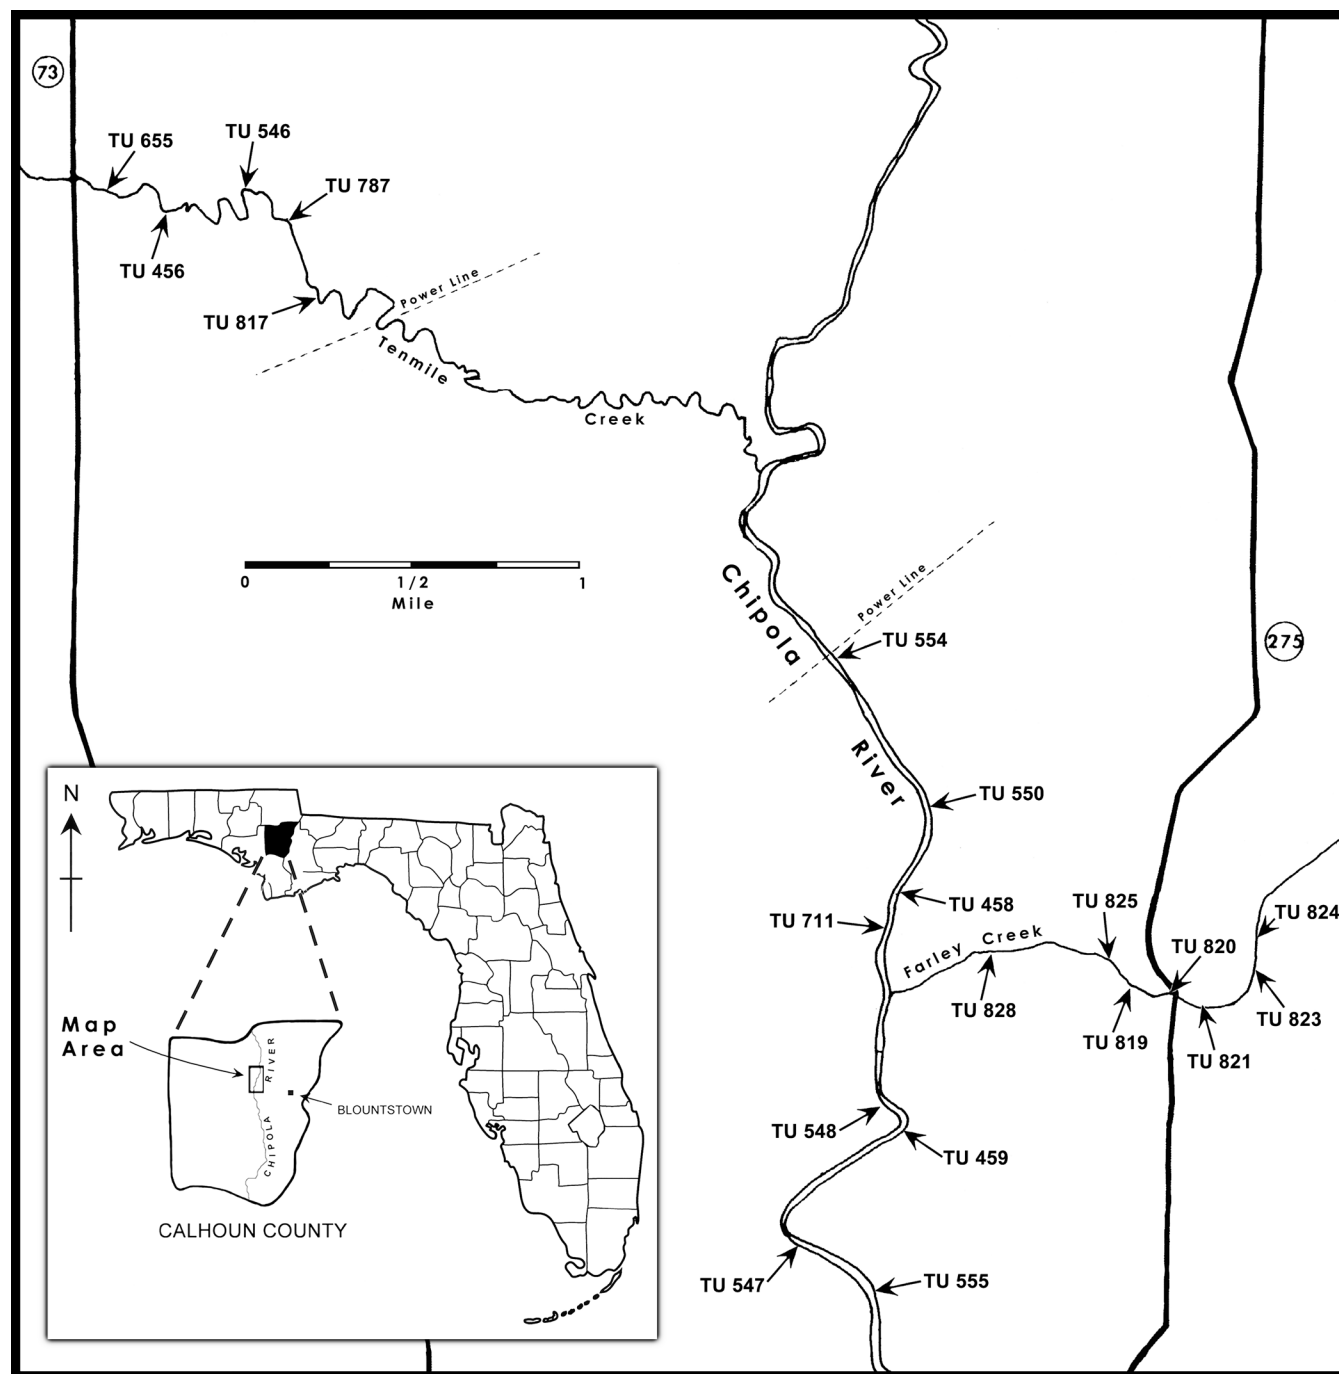 73
TU 655
TU 546
TU 787
TU 456
TU 817
Power Line
Tenmile
Creek
0
1/2
1
Mile
Chipola
River
Power Line
TU 554
275
TU 550
TU 458
TU 711
Farley Creek
TU 825
TU 824
TU 820
TU 828
TU 819
TU 823
TU 821
TU 548
TU 459
TU 547
TU 555
N
Map
Area
RIVER
CHIPOLA
BLOUNTSTOWN
CALHOUN COUNTY